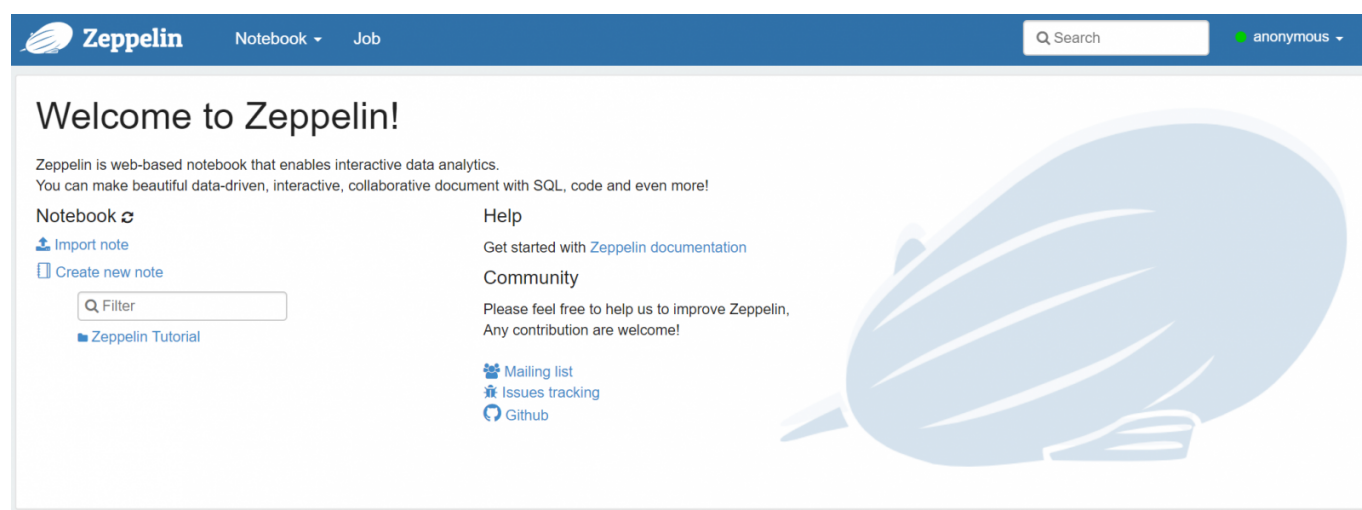 Zeppelin Notebook Job Search anonymous
Welcome to Zeppelin!
Zeppelin is web-based notebook that enables interactive data analytics.
You can make beautiful data-driven, interactive, collaborative document with SQL, code and even more!
Notebook
Import note
Create new note
Filter
Zeppelin Tutorial
Help
Get started with Zeppelin documentation
Community
Please feel free to help us to improve Zeppelin,
Any contribution are welcome!
Mailing list
Issues tracking
Github